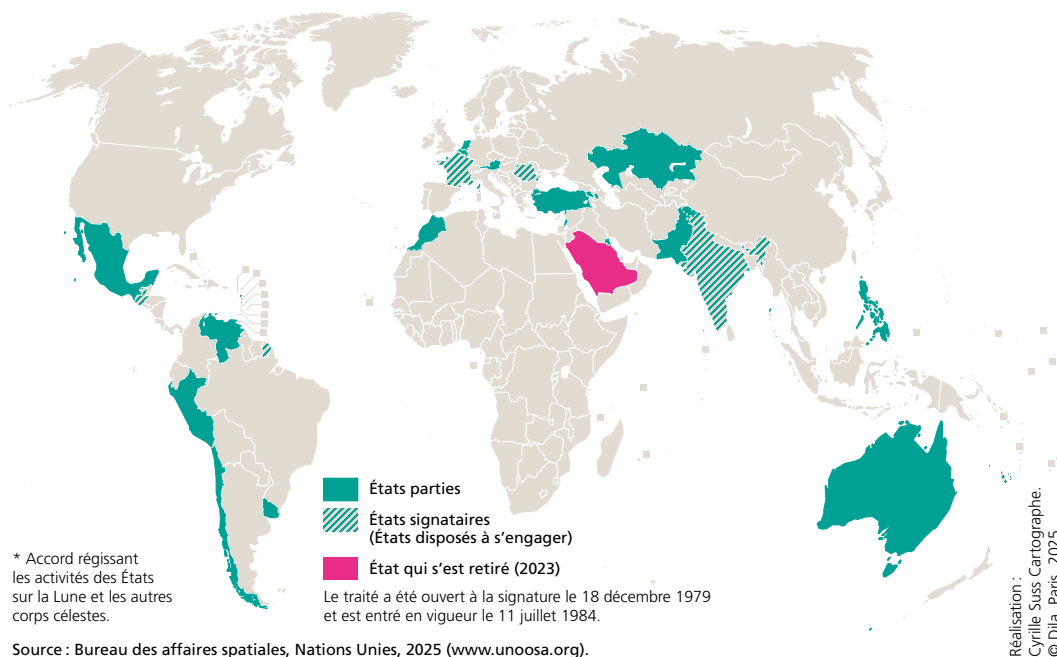 États parties
États signataires
(États disposés à s’engager)
État qui s’est retiré (2023)
Le traité a été ouvert à la signature le 18 décembre 1979
et est entré en vigueur le 11 juillet 1984.
* Accord régissant
les activités des États
sur la Lune et les autres
corps célestes.
Source : Bureau des affaires spatiales, Nations Unies, 2025 (www.unoosa.org).
Réalisation :
Cyrille Suss Cartographe.
© Dila, Paris, 2025